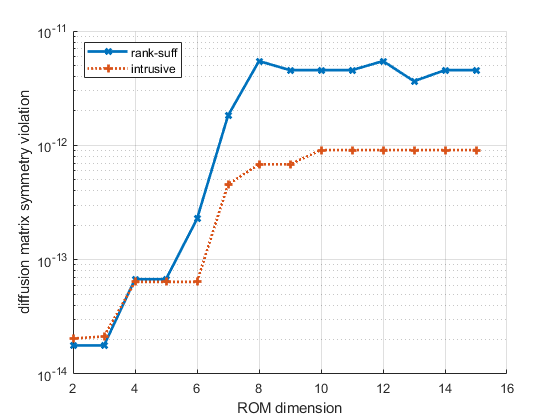 10^-11
10^-12
10^-13
10^-14
diffusion matrix symmetry violation
rank-suff
intrusive
2 4 6 8 10 12 14 16
ROM dimension